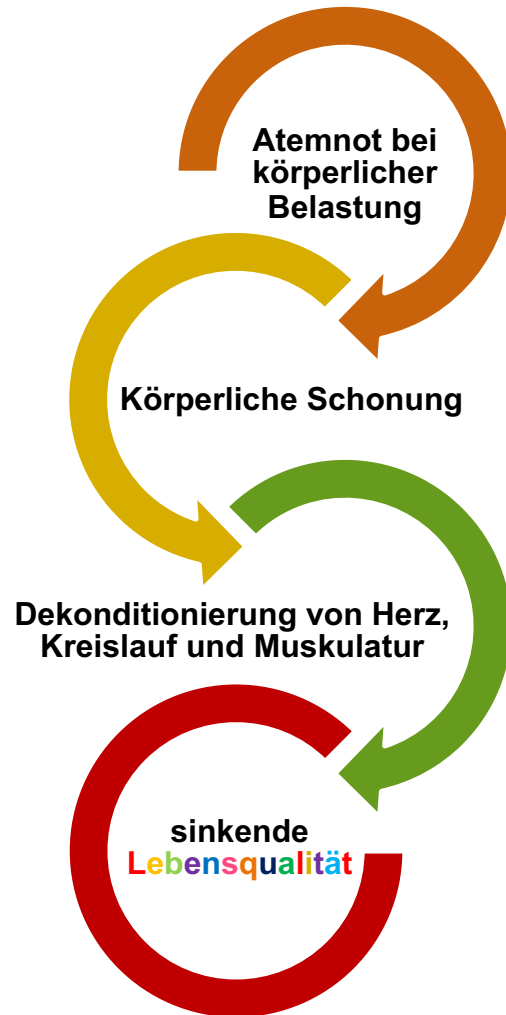 Atemnot bei
körperlicher
Belastung
Körperliche Schonung
Dekonditionierung von Herz,
Kreislauf und Muskulatur
sinkende
Lebensqualität